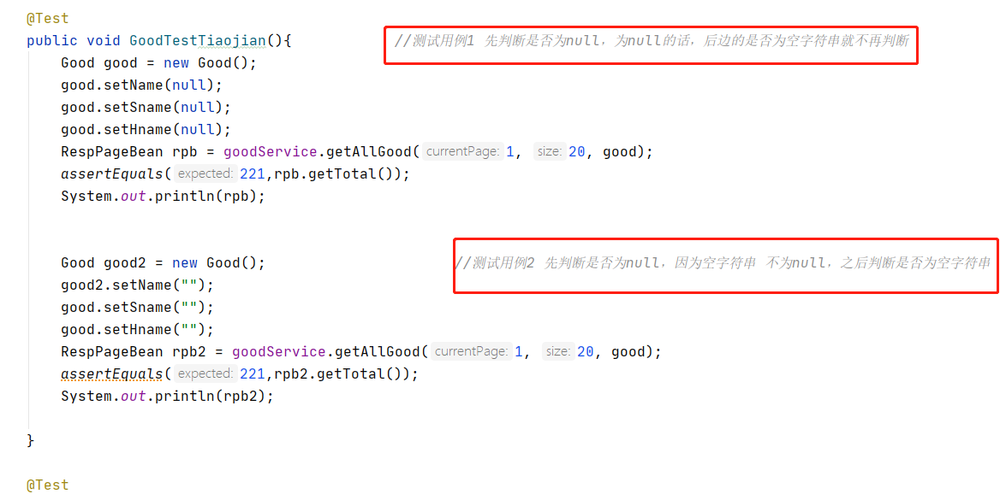 @Test
public void GoodTestTiaojian(){ //测试用例1 先判断是否为null，为null的话，后边的是否为空字符串就不再判断
Good good = new Good();
good.setName(null);
good.setSname(null);
good.setHname(null);
RespPageBean rpb = goodService.getAllGood( currentPage: 1, size: 20, good);
assertEquals( expected: 221,rpb.getTotal());
System.out.println(rpb);
Good good2 = new Good(); //测试用例2 先判断是否为null，因为空字符串 不为null，之后判断是否为空字符串
good2.setName("");
good.setSname("");
good.setHname("");
RespPageBean rpb2 = goodService.getAllGood( currentPage: 1, size: 20, good);
assertEquals( expected: 221,rpb2.getTotal());
System.out.println(rpb2);
}
@Test